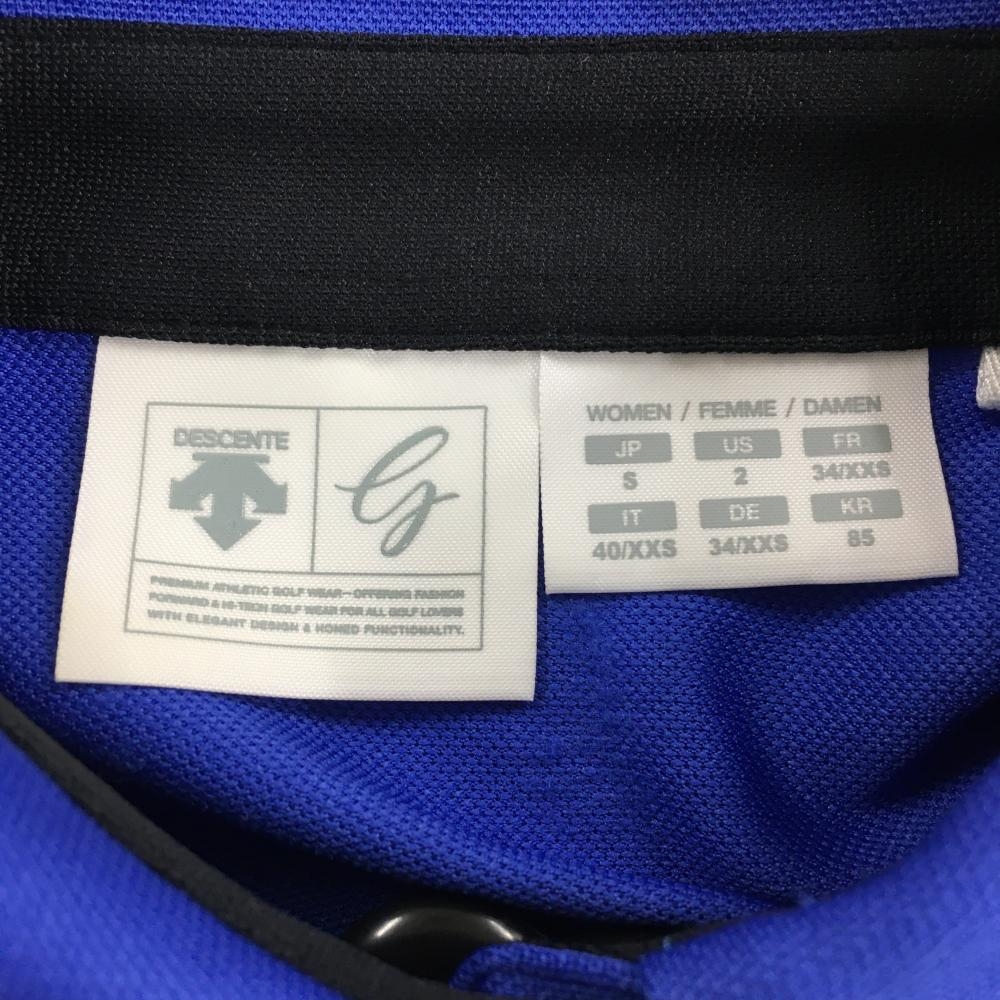 DESCENTE
g
PREMIUM ATHLETIC GOLF WEAR—OFFERING FASHION
FORWARD & HI-TECH GOLF WEAR FOR ALL GOLF LOVERS
WITH ELEGANT DESIGN & HONED FUNCTIONALITY.
WOMEN / FEMME / DAMEN
JP US FR
S 2 34/XXS
IT DE KR
40/XXS 34/XXS 85